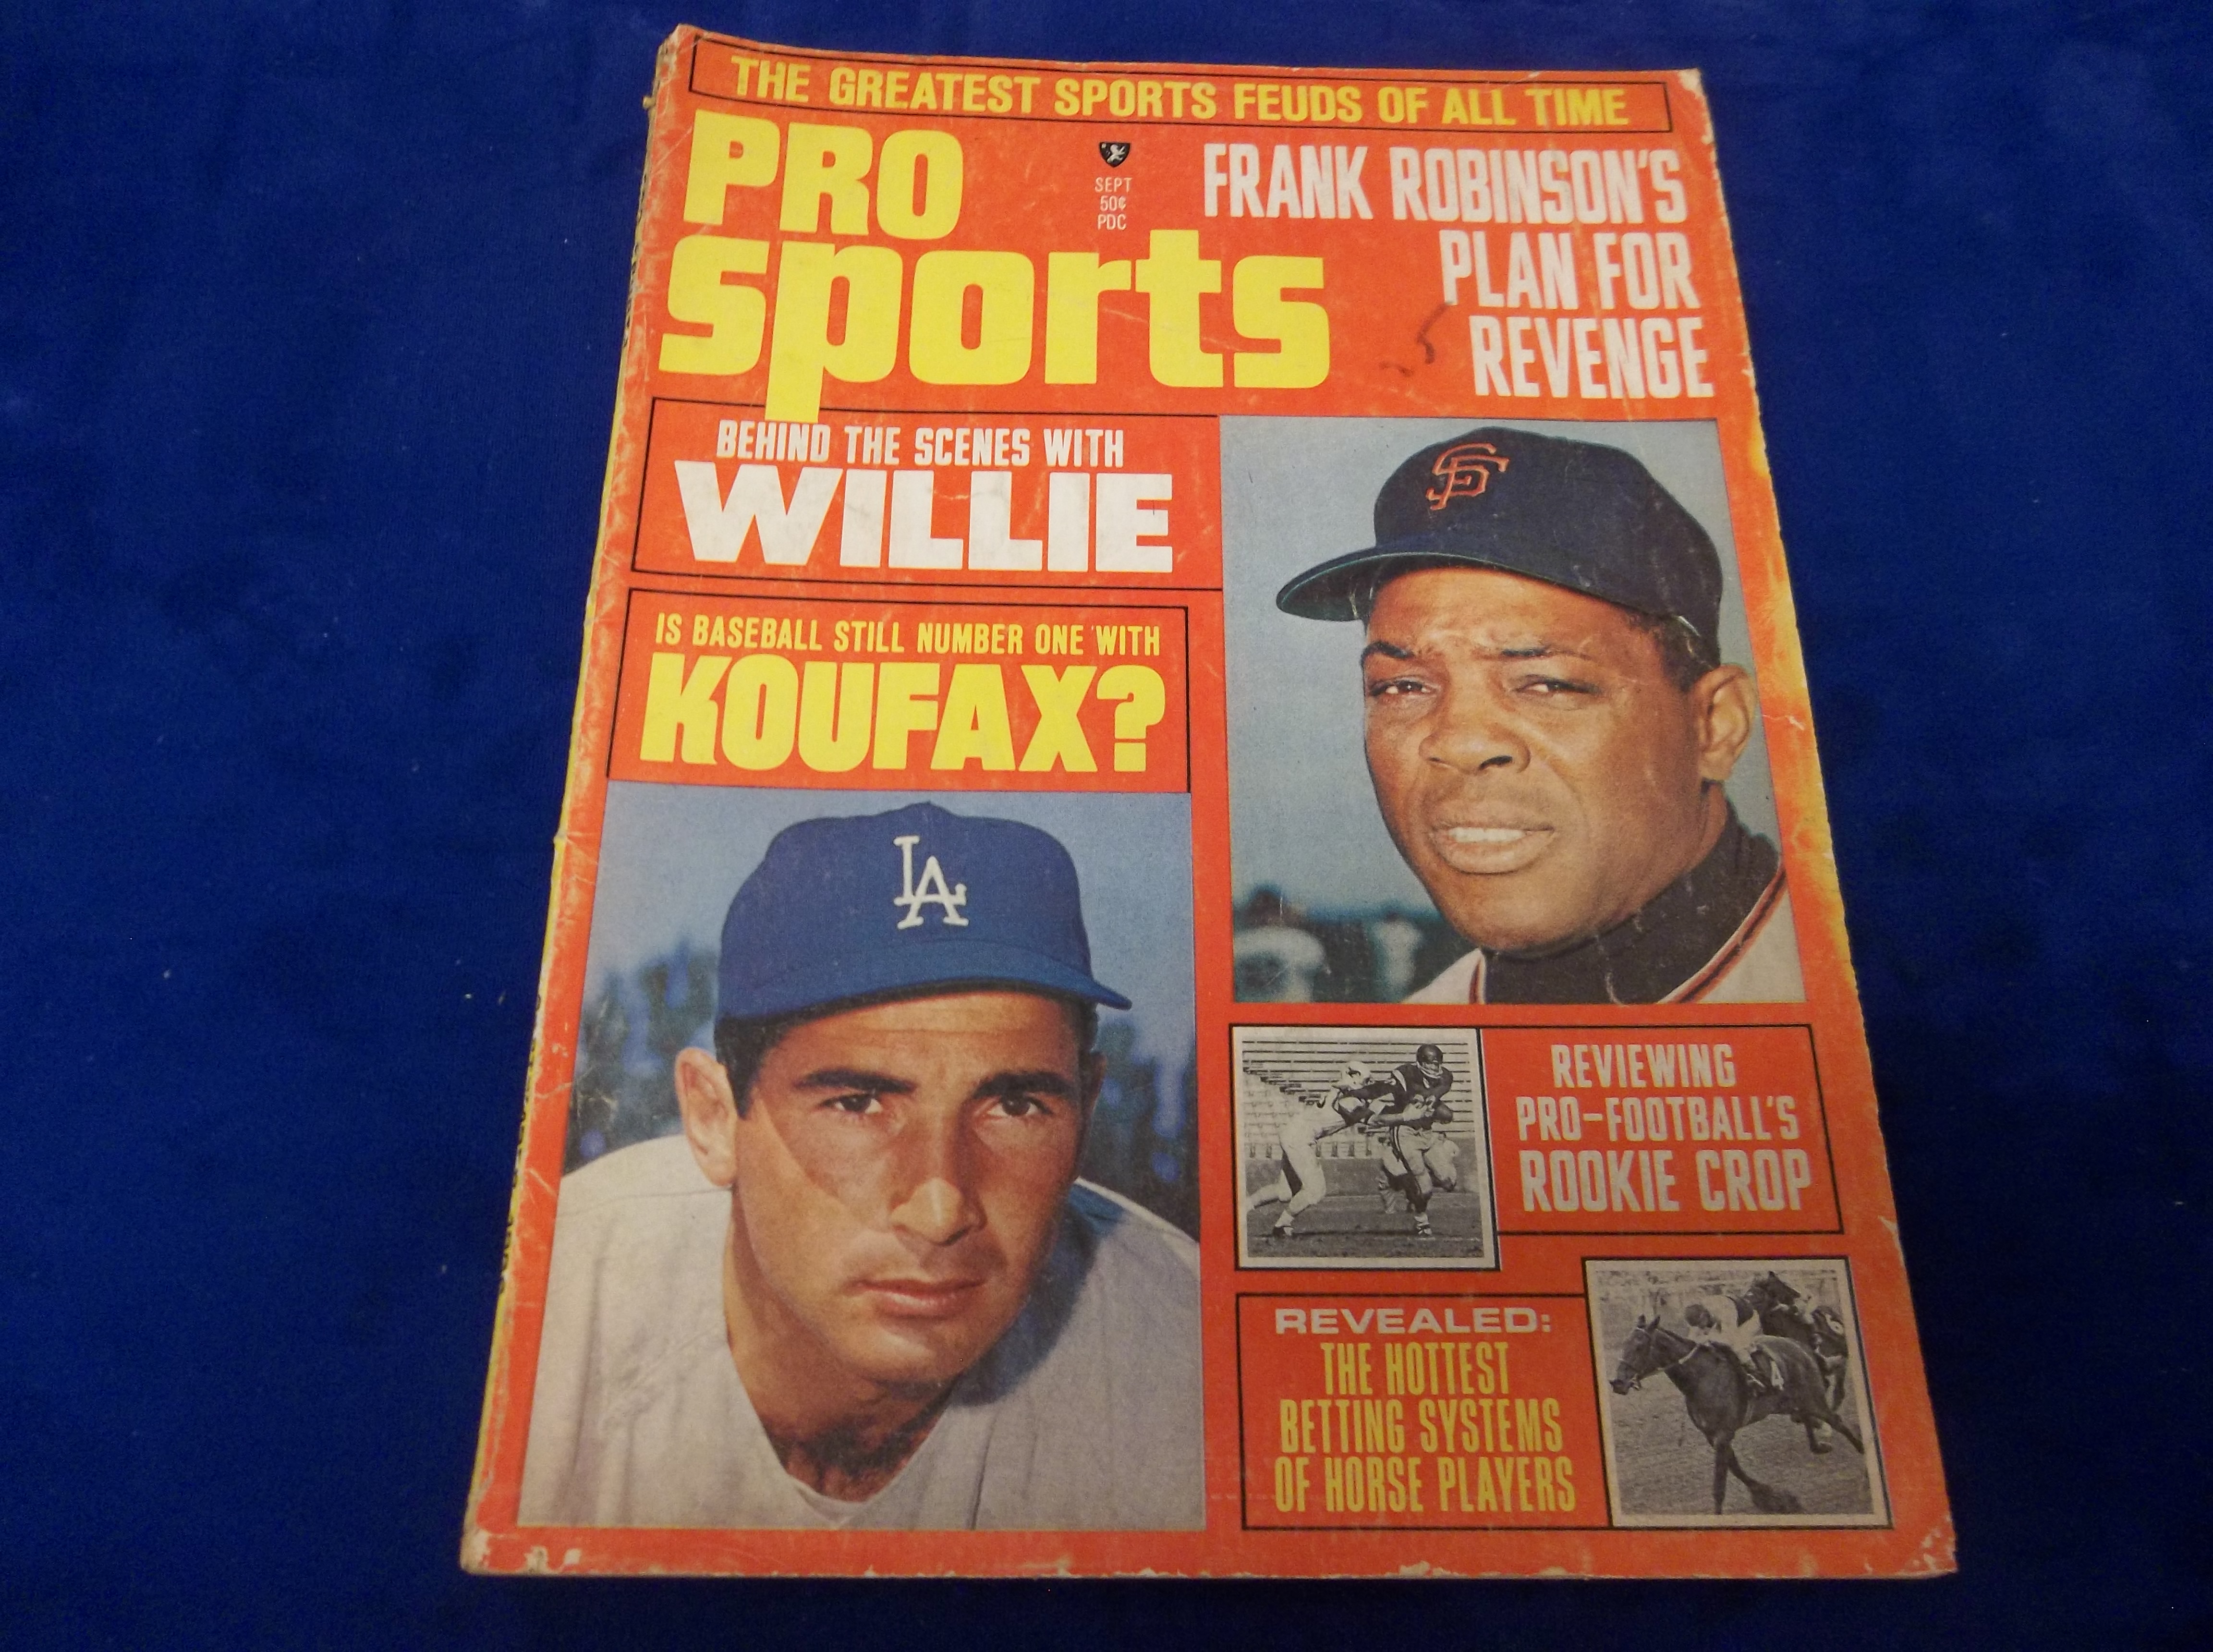 THE GREATEST SPORTS FEUDS OF ALL TIME
PRO
sports
SEPT
50¢
PDC
FRANK ROBINSON'S
PLAN FOR
REVENGE
BEHIND THE SCENES WITH
WILLIE
SF
IS BASEBALL STILL NUMBER ONE WITH
KOUFAX?
LA
REVIEWING
PRO-FOOTBALL'S
ROOKIE CROP
REVEALED:
THE HOTTEST
BETTING SYSTEMS
OF HORSE PLAYERS
4
6